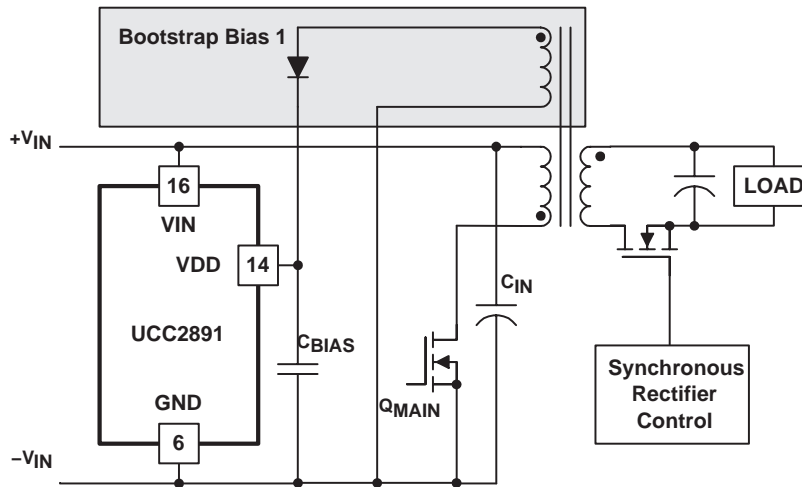 Bootstrap Bias 1
+VIN
16
VIN
VDD
14
LOAD
CIN
UCC2891
CBIAS
Synchronous
Rectifier
Control
GND
QMAIN
6
−VIN